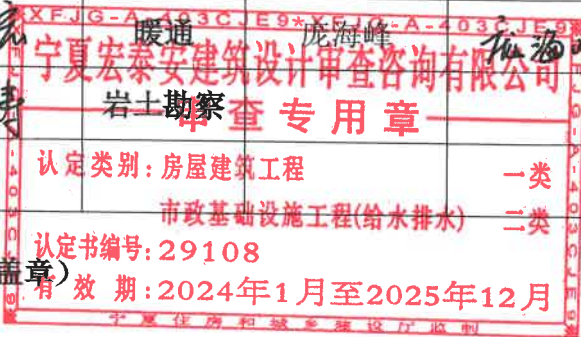 XFJG-A-403CJE9*XFJG-A-403CJE9
暖通 庞海峰
宁夏宏泰安建筑设计审查咨询有限公司
岩土勘察
审查专用章
认定类别:房屋建筑工程 一类
市政基础设施工程(给水排水) 二类
认定书编号:29108
盖章)
有效期:2024年1月至2025年12月
宁夏住房和城乡建设厅监制